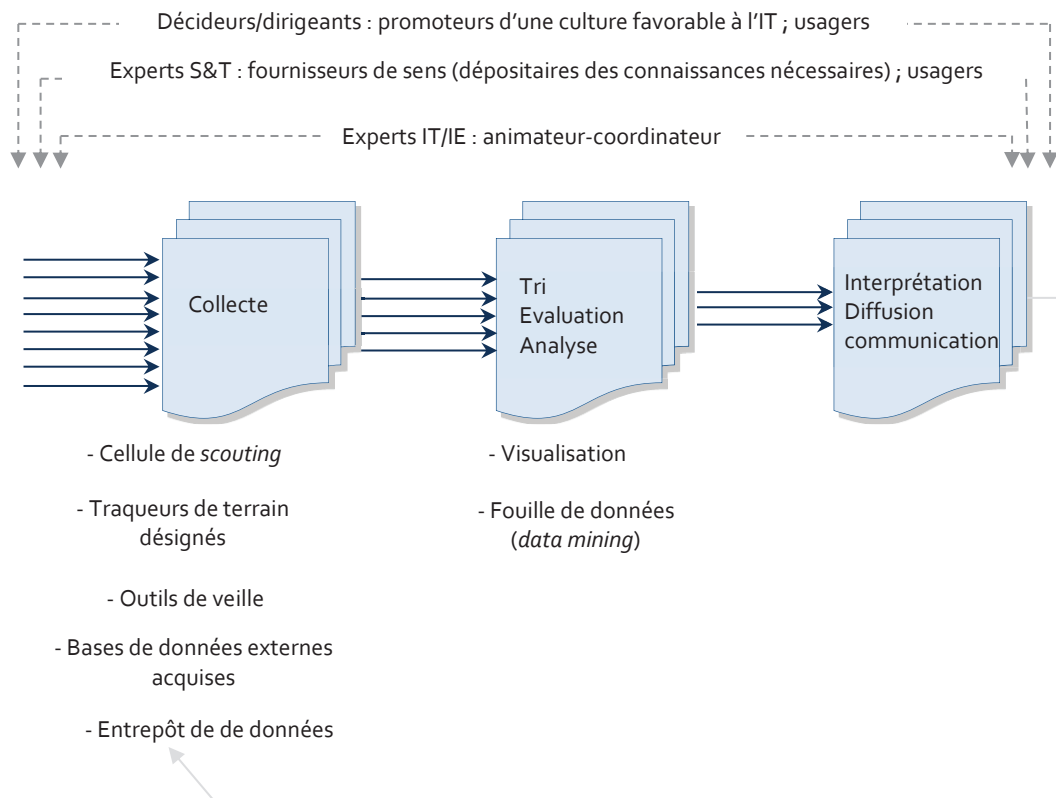 Décideurs/dirigeants : promoteurs d’une culture favorable à l’IT ; usagers
Experts S&T : fournisseurs de sens (dépositaires des connaissances nécessaires) ; usagers
Experts IT/IE : animateur-coordinateur
Collecte
Tri
Evaluation
Analyse
Interprétation
Diffusion
communication
- Cellule de scouting
- Traqueurs de terrain
désignés
- Outils de veille
- Bases de données externes
acquises
- Entrepôt de de données
- Visualisation
- Fouille de données
(data mining)